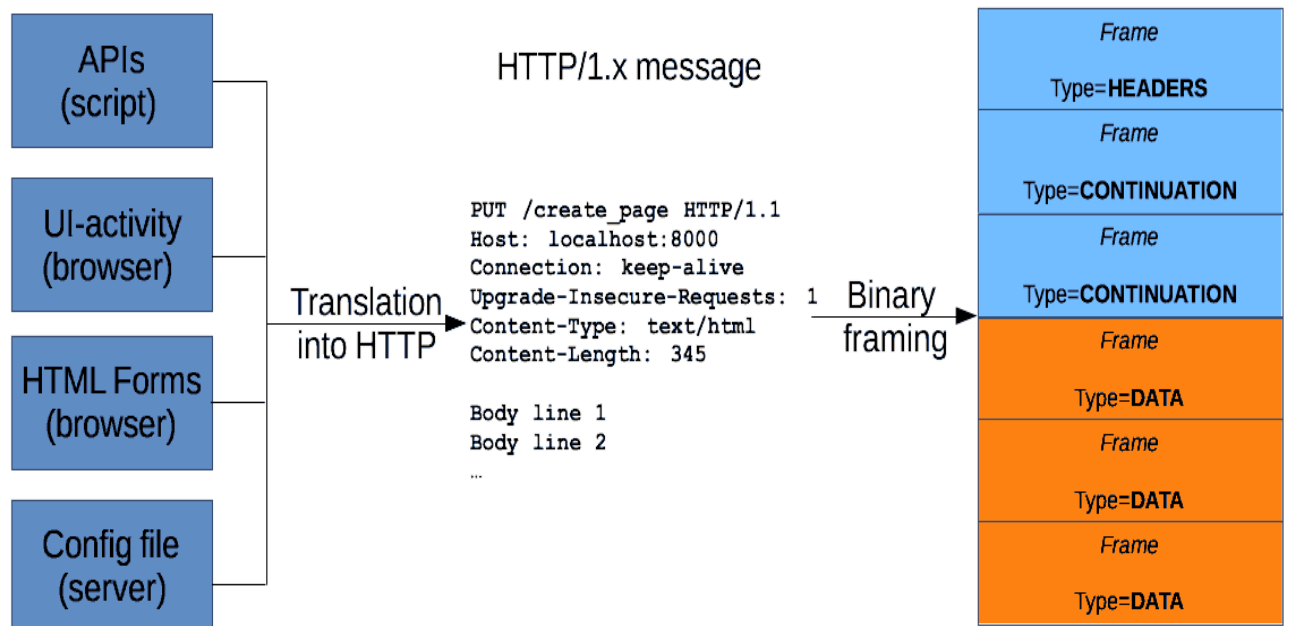 APIs
(script)
UI-activity
(browser)
HTML Forms
(browser)
Config file
(server)
Translation
into HTTP
HTTP/1.x message
PUT /create_page HTTP/1.1
Host: localhost:8000
Connection: keep-alive
Upgrade-Insecure-Requests: 1
Content-Type: text/html
Content-Length: 345
Body line 1
Body line 2
…
Binary
framing
Frame
Type=HEADERS
Frame
Type=CONTINUATION
Frame
Type=CONTINUATION
Frame
Type=DATA
Frame
Type=DATA
Frame
Type=DATA